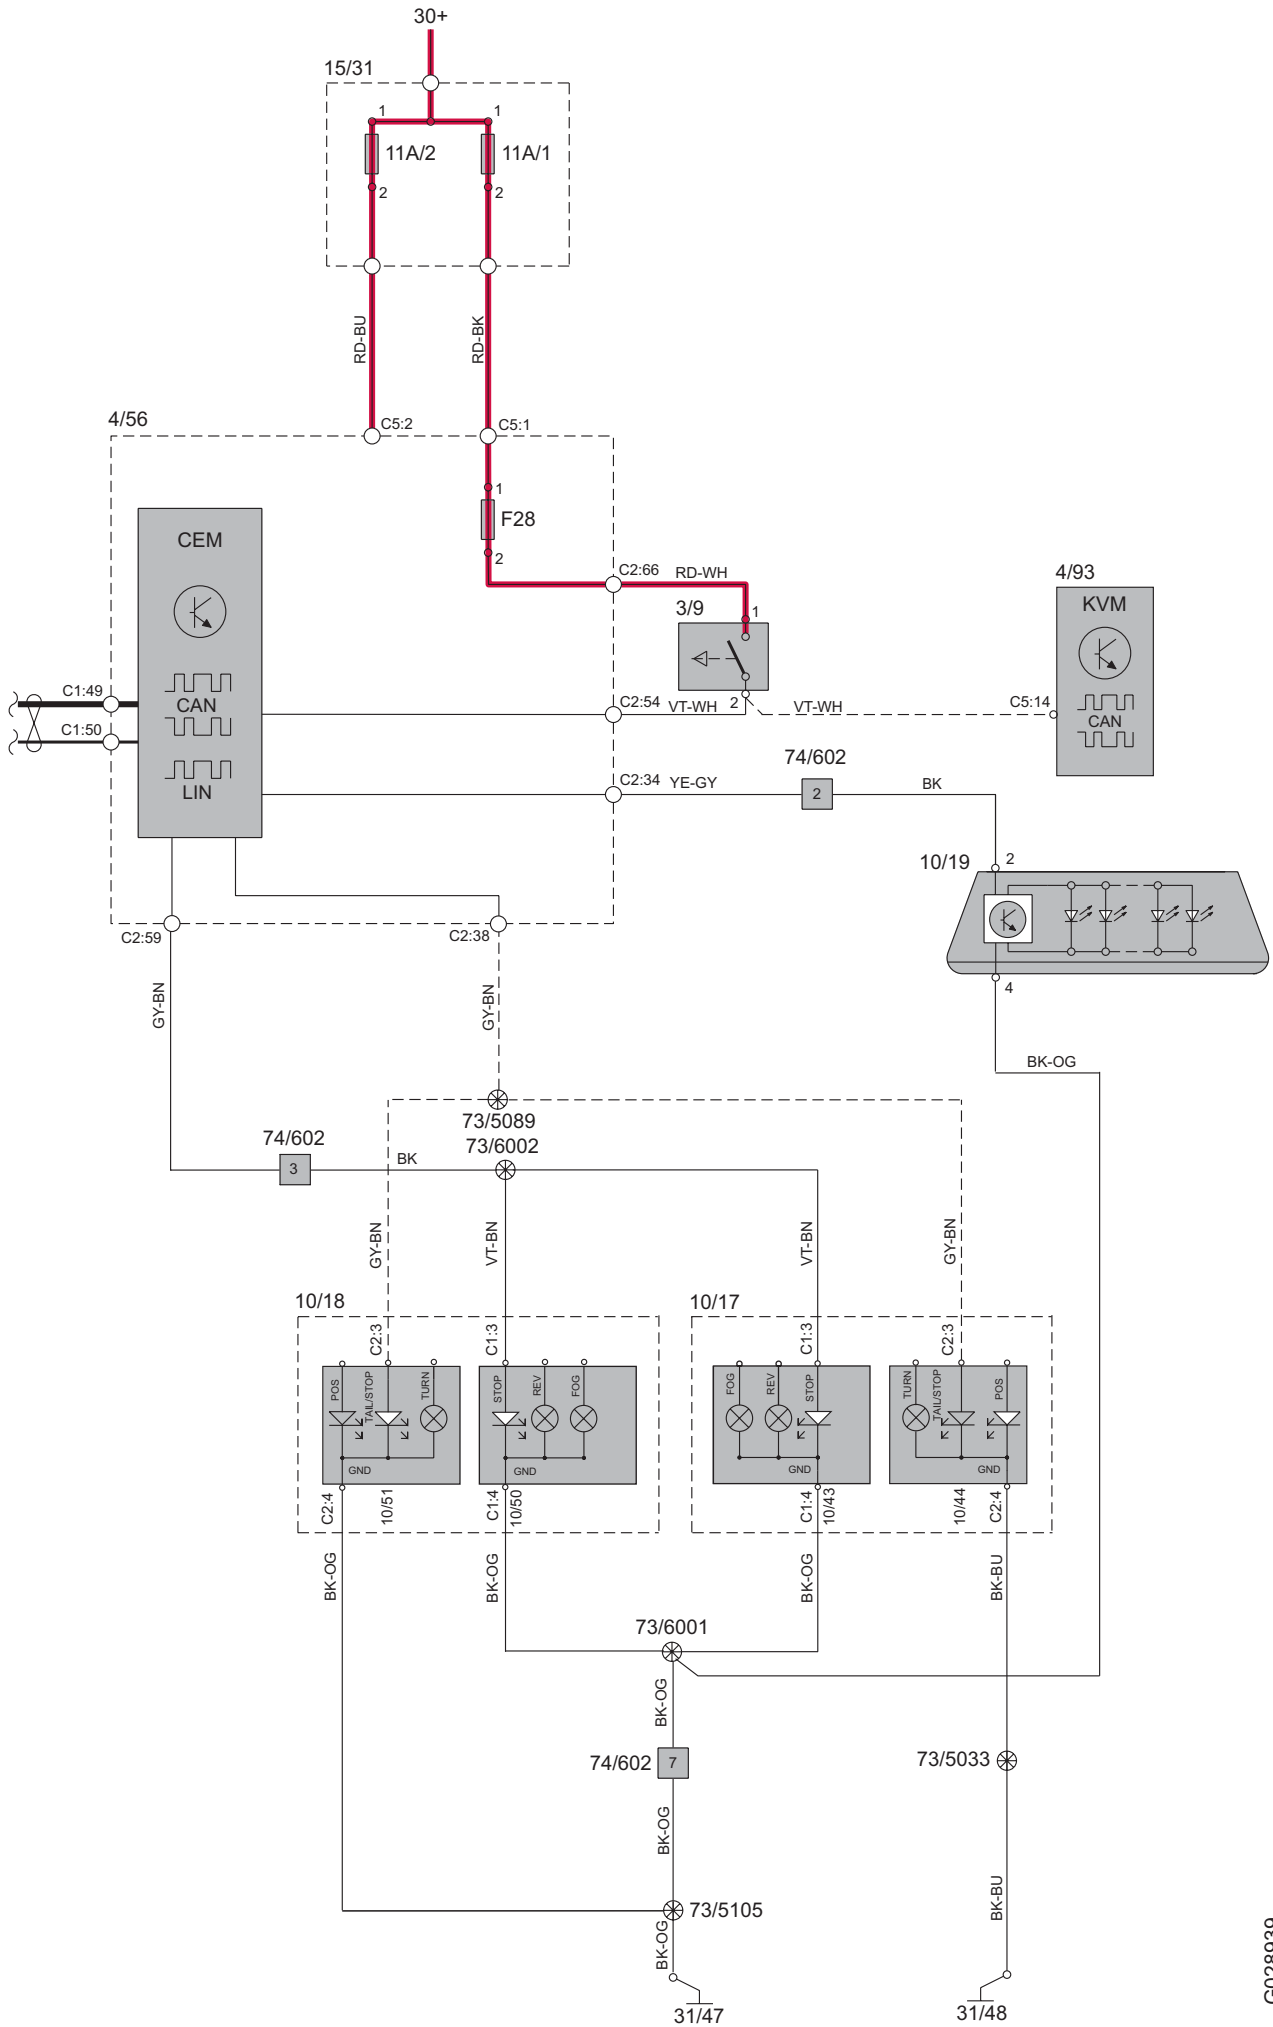 30+
15/31
1
1
11A/2
11A/1
2
2
RD-BU
RD-BK
4/56
C5:2
C5:1
1
F28
2
CEM
C2:66
RD-WH
4/93
KVM
3/9
1
C1:49
CAN
C2:54
VT-WH
2
VT-WH
C5:14
CAN
C1:50
74/602
LIN
C2:34
YE-GY
2
BK
10/19
2
C2:59
C2:38
4
GY-BN
GY-BN
BK-OG
73/5089
74/602
73/6002
3
BK
GY-BN
VT-BN
VT-BN
GY-BN
10/18
10/17
C2:3
C1:3
C1:3
C2:3
POS
TAIL/STOP
TURN
STOP
REV
FOG
FOG
REV
STOP
TURN
TAIL/STOP
POS
GND
GND
GND
GND
C2:4
10/51
C1:4
10/50
C1:4
10/43
10/44
C2:4
BK-OG
BK-OG
BK-OG
BK-BU
73/6001
BK-OG
74/602
7
73/5033
BK-OG
BK-BU
73/5105
BK-OG
31/47
31/48
G028939